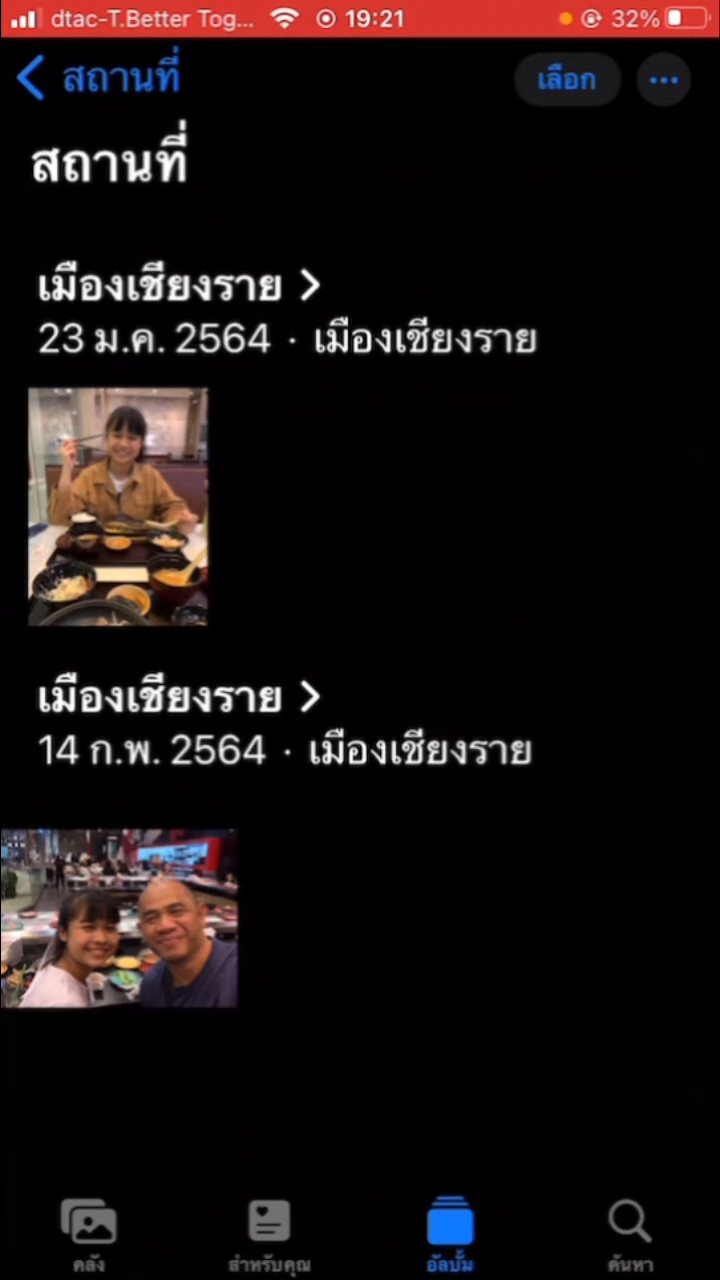 dtac-T.Better Tog... 19:21 32%
สถานที่ เลือก
สถานที่
เมืองเชียงราย
23 ม.ค. 2564 · เมืองเชียงราย
เมืองเชียงราย
14 ก.พ. 2564 · เมืองเชียงราย
คลัง สำหรับคุณ อัลบั้ม ค้นหา